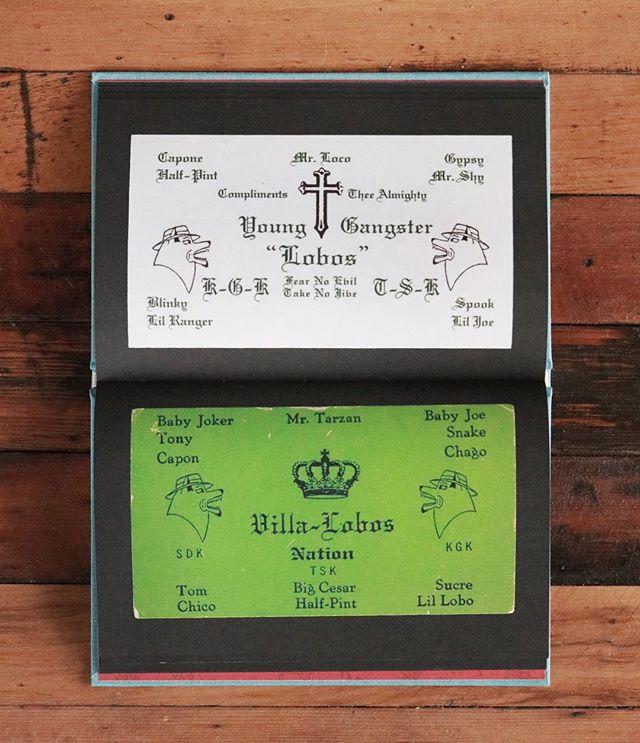 Capone Mr. Loco Gypsy
Half-Pint Mr. Shy
Compliments Thee Almighty
Young Gangster
"Lobos"
K-G-K Fear No Evil T-S-K
Take No Jive
Blinky Spook
Lil Ranger Lil Joe
Baby Joker Mr. Tarzan Baby Joe
Tony Snake
Capon Chago
Villa-Lobos
SDK Nation KGK
TSK
Tom Big Cesar Sucre
Chico Half-Pint Lil Lobo